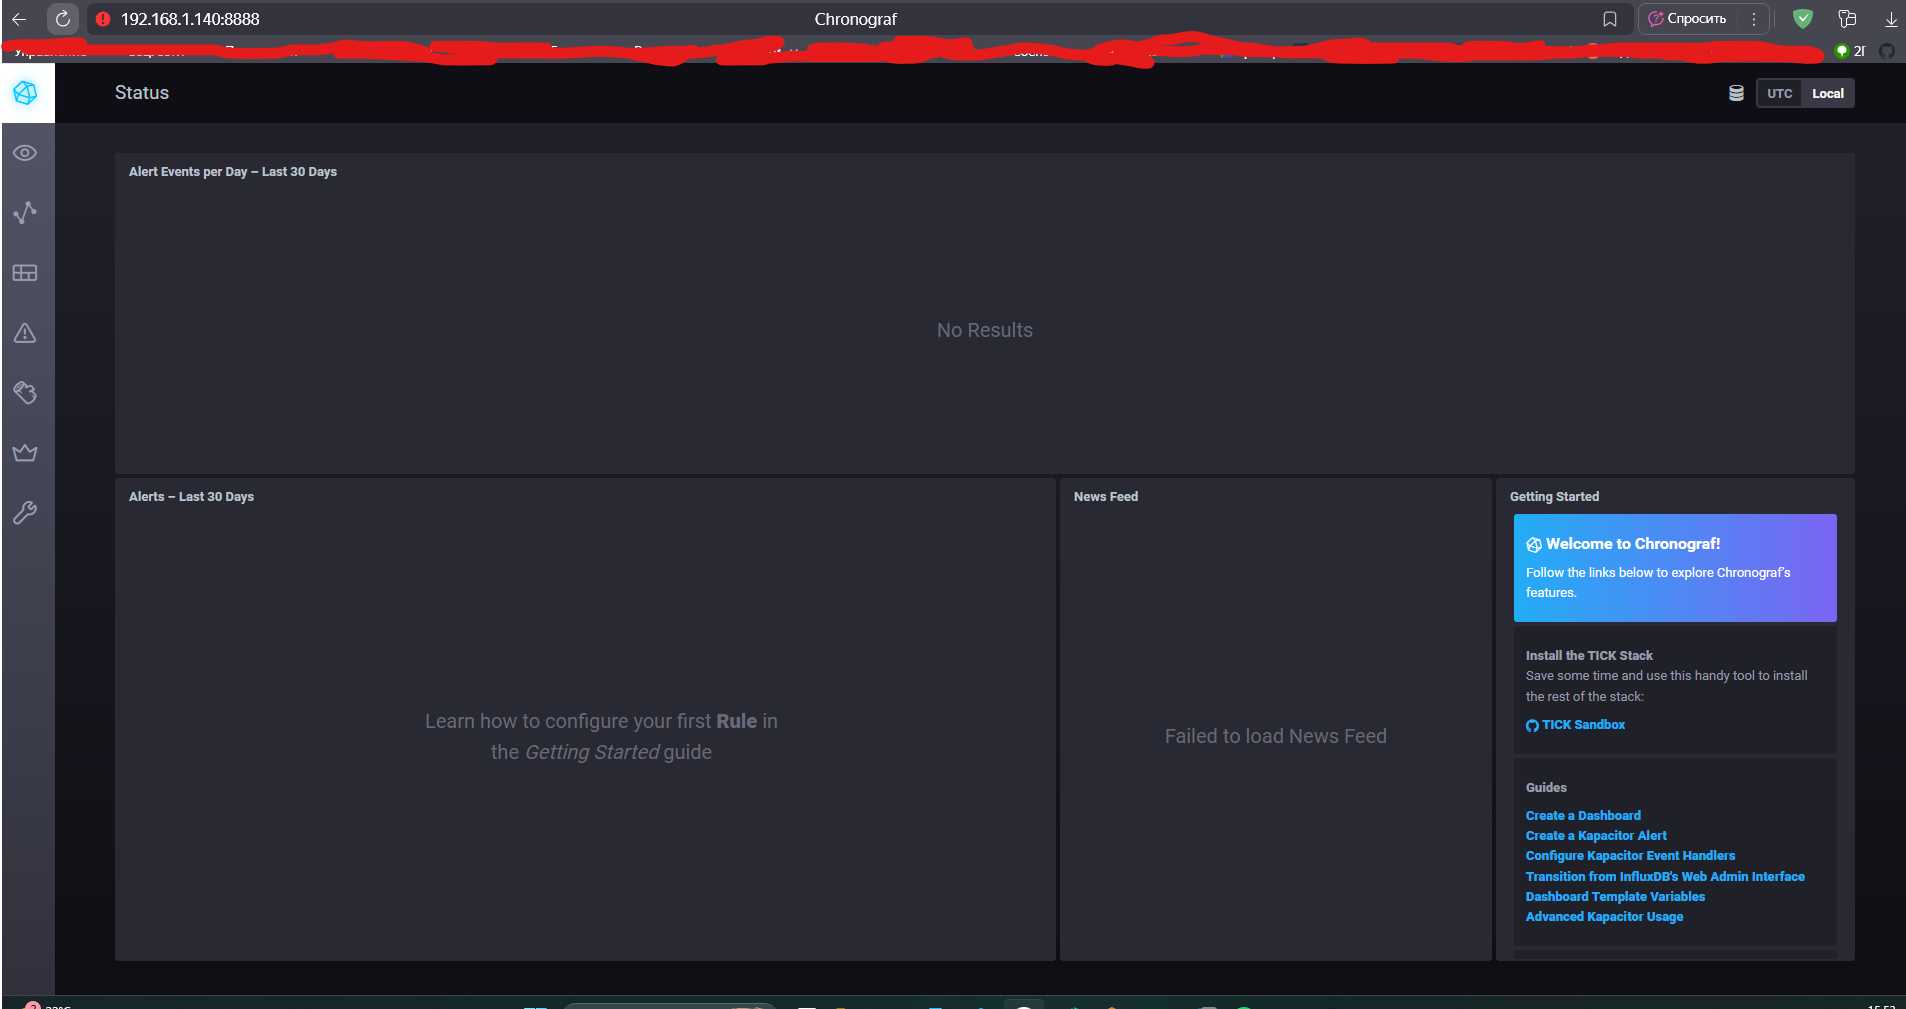 192.168.1.140:8888
Chronograf
Спросить
2Г
Status
UTC
Local
Alert Events per Day – Last 30 Days
No Results
Alerts – Last 30 Days
Learn how to configure your first Rule in
the Getting Started guide
News Feed
Failed to load News Feed
Getting Started
Welcome to Chronograf!
Follow the links below to explore Chronograf's
features.
Install the TICK Stack
Save some time and use this handy tool to install
the rest of the stack:
TICK Sandbox
Guides
Create a Dashboard
Create a Kapacitor Alert
Configure Kapacitor Event Handlers
Transition from InfluxDB's Web Admin Interface
Dashboard Template Variables
Advanced Kapacitor Usage